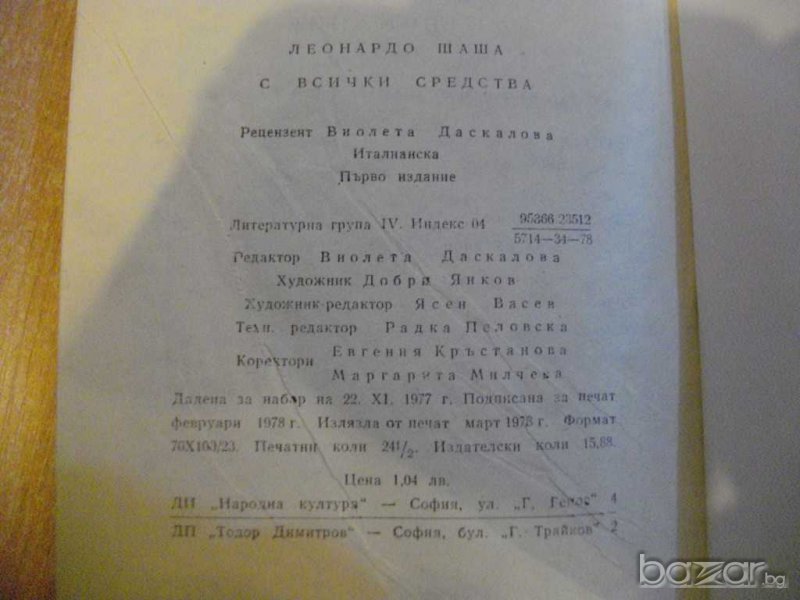 ЛЕОНАРДО ШАША
С ВСИЧКИ СРЕДСТВА
Рецензент Виолета Даскалова
Италианска
Първо издание
Литературна група IV. Индекс 04 95366 23512
5714—34—78
Редактор Виолета Даскалова
Художник Добри Янков
Художник-редактор Ясен Васев
Техн. редактор Радка Пеловска
Коректори Евгения Кръстанова
Маргарита Милчева
Дадена за набор на 22. XI. 1977 г. Подписана за печат
февруари 1978 г. Излязла от печат март 1978 г. Формат
76X100/23. Печатни коли 24 1/2. Издателски коли 15,88.
Цена 1,04 лв.
ДИ „Народна култура“ — София, ул. „Г. Генов“ 4
ДП „Тодор Димитров“ — София, бул. „Г. Трайков“ 2
bazar.bg